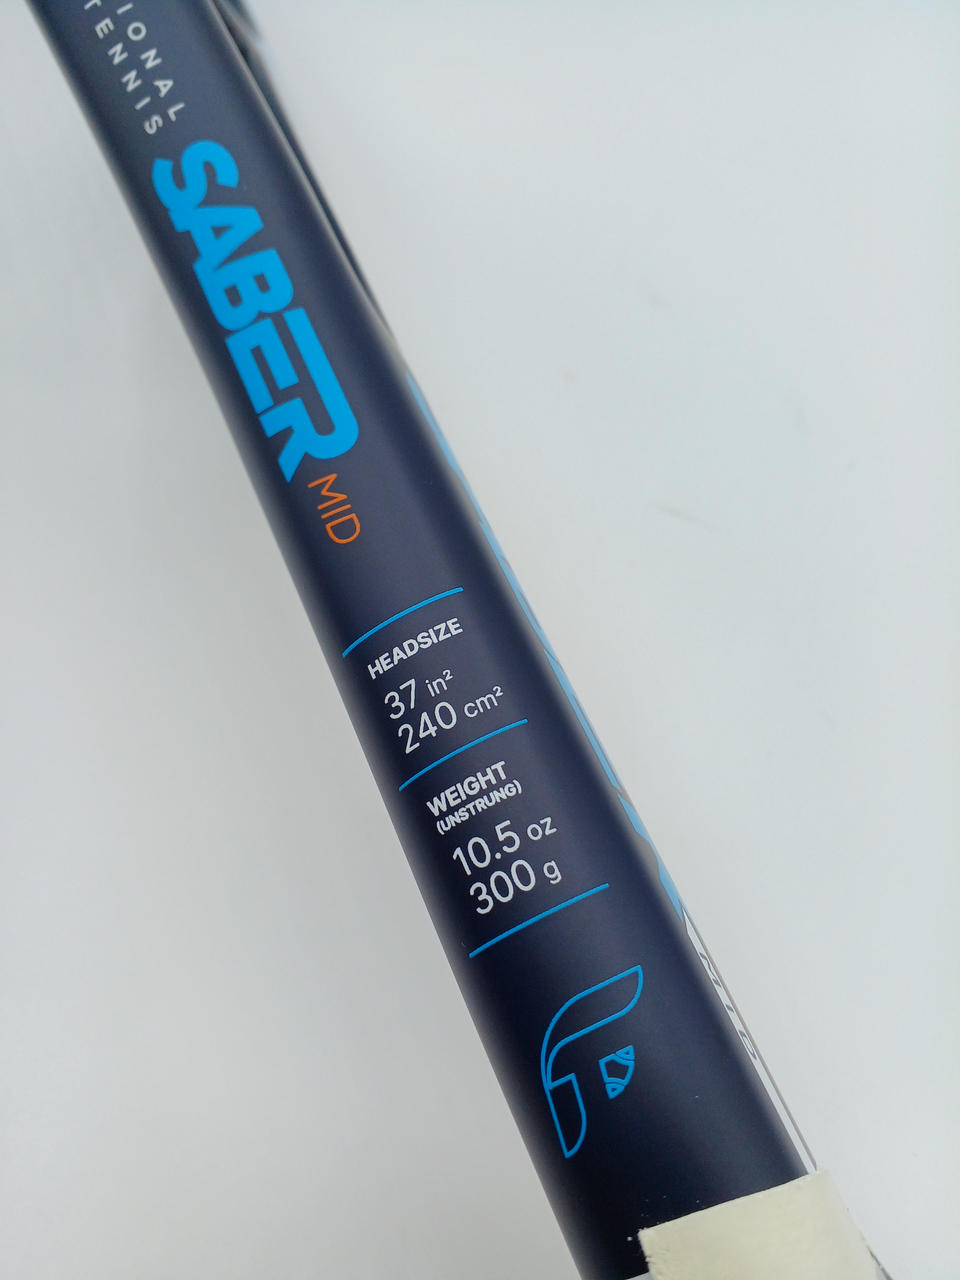 IONAL
TENNIS
SABER
MID
HEADSIZE
37 in²
240 cm²
WEIGHT
(UNSTRUNG)
10.5 oz
300 g